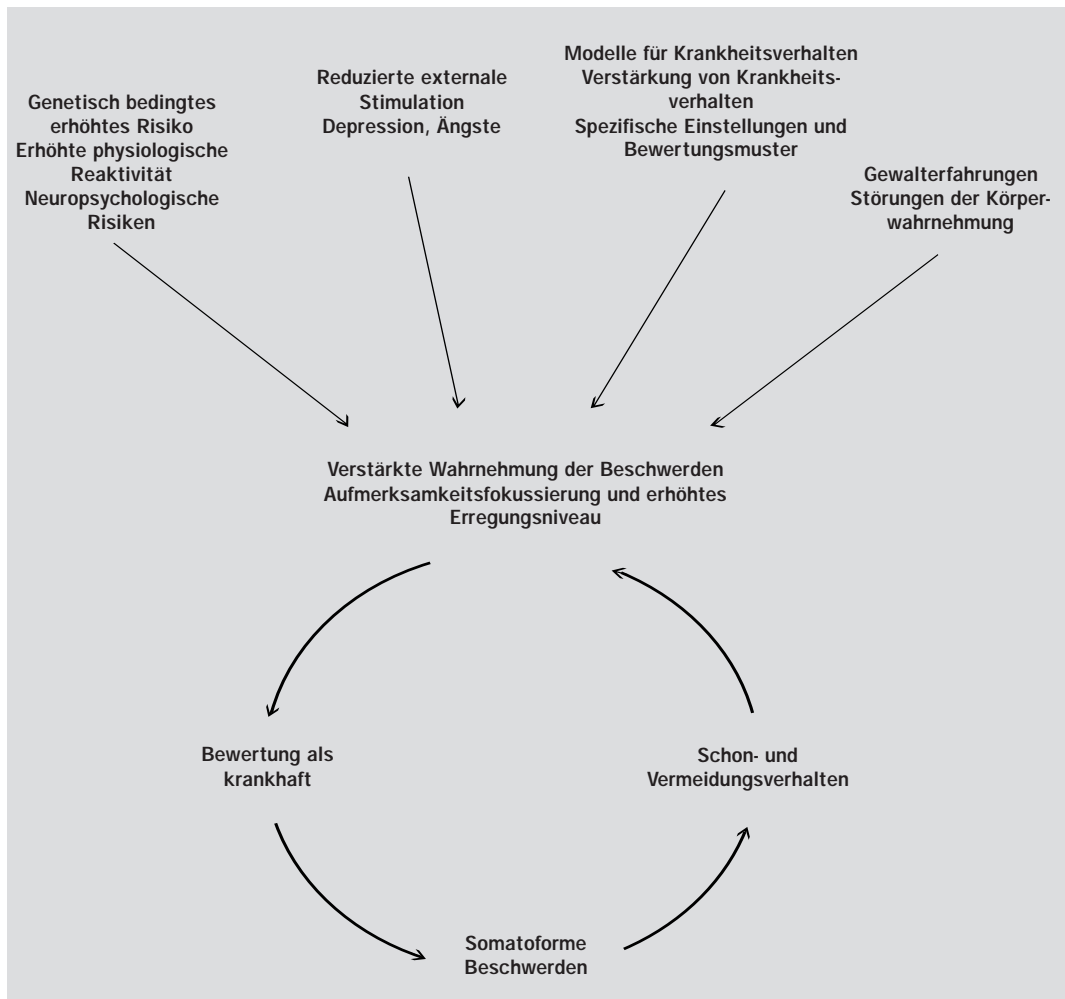 Genetisch bedingtes
erhöhtes Risiko
Erhöhte physiologische
Reaktivität
Neuropsychologische
Risiken
Reduzierte externale
Stimulation
Depression, Ängste
Modelle für Krankheitsverhalten
Verstärkung von Krankheits-
verhalten
Spezifische Einstellungen und
Bewertungsmuster
Gewalterfahrungen
Störungen der Körper-
wahrnehmung
Verstärkte Wahrnehmung der Beschwerden
Aufmerksamkeitsfokussierung und erhöhtes
Erregungsniveau
Bewertung als
krankhaft
Schon- und
Vermeidungsverhalten
Somatoforme
Beschwerden